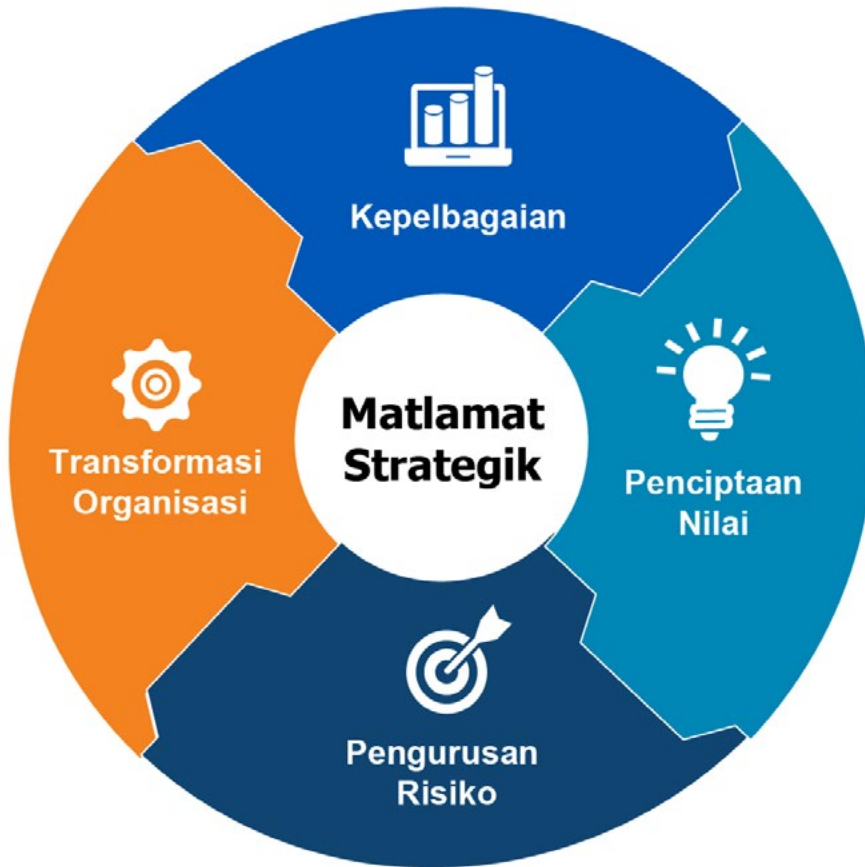 Kepelbagaian
Penciptaan
Nilai
Pengurusan
Risiko
Transformasi
Organisasi
Matlamat
Strategik